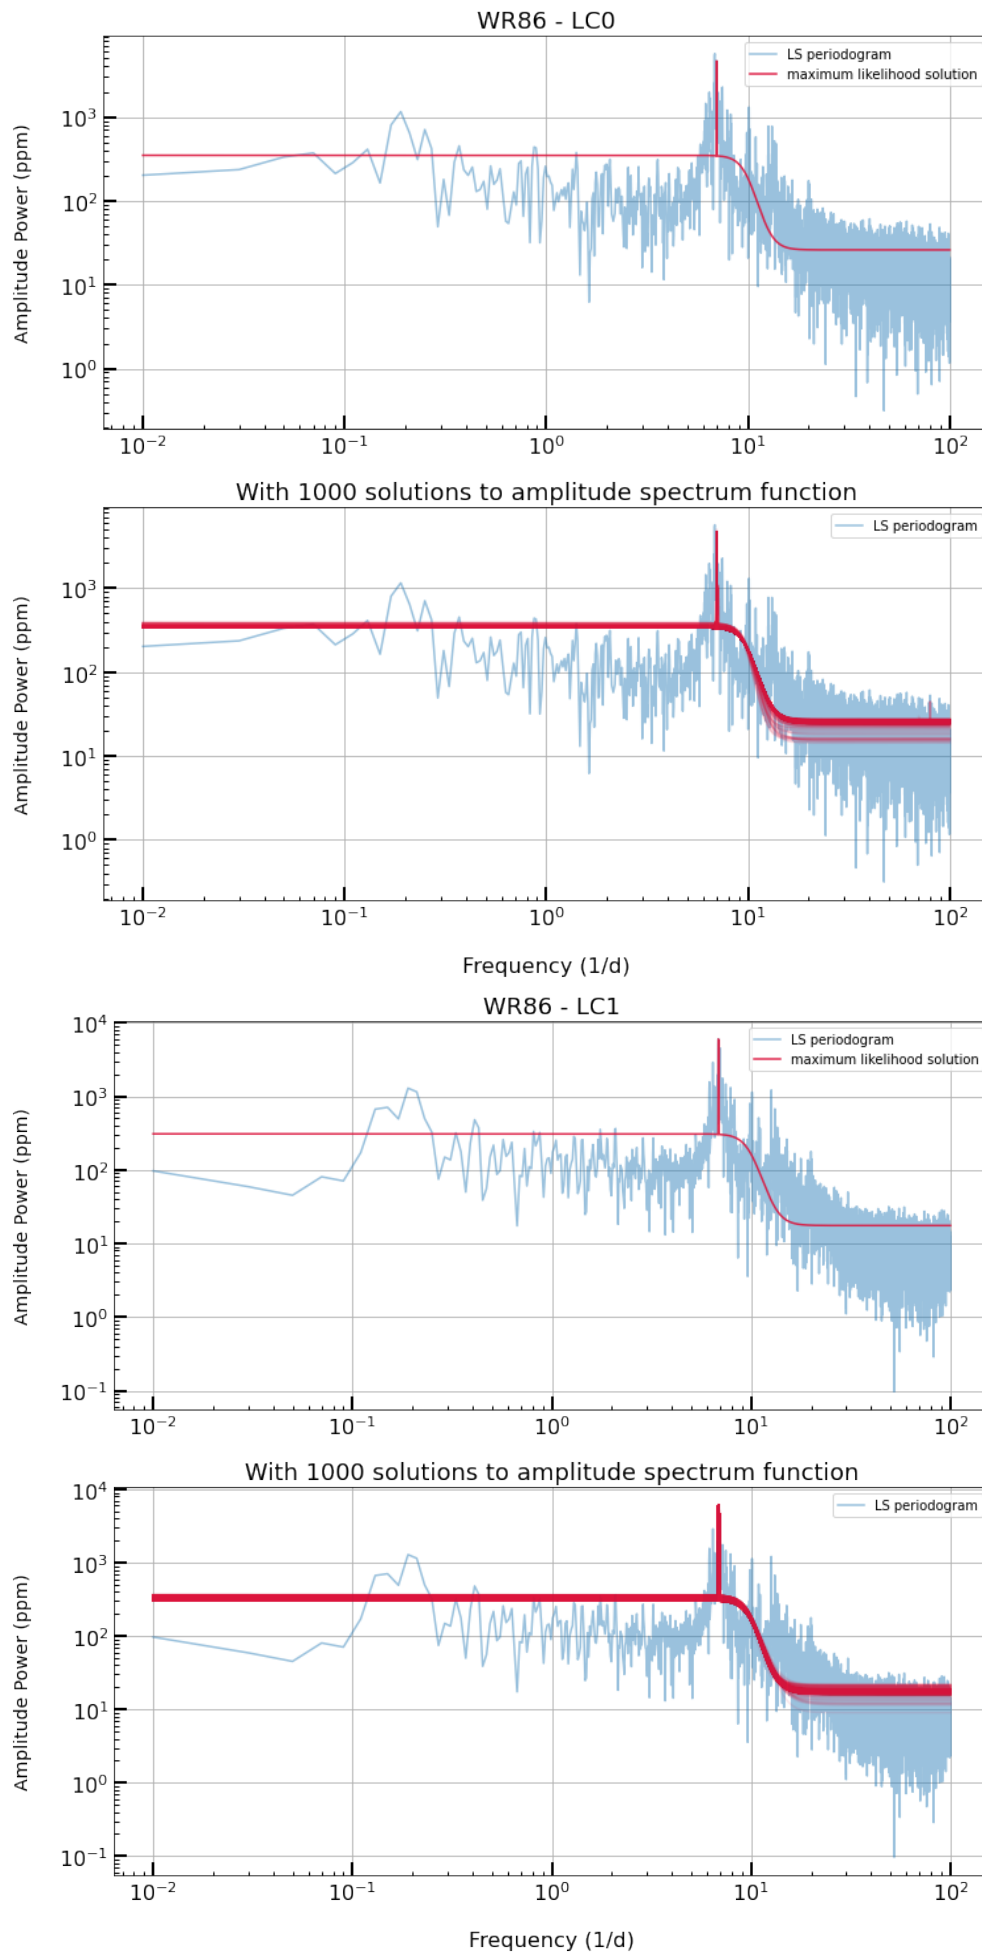 WR86 - LC0
LS periodogram
maximum likelihood solution
Amplitude Power (ppm)
10³
10²
10¹
10⁰
10⁻² 10⁻¹ 10⁰ 10¹ 10²
With 1000 solutions to amplitude spectrum function
LS periodogram
Amplitude Power (ppm)
10³
10²
10¹
10⁰
10⁻² 10⁻¹ 10⁰ 10¹ 10²
Frequency (1/d)
WR86 - LC1
LS periodogram
maximum likelihood solution
Amplitude Power (ppm)
10⁴
10³
10²
10¹
10⁰
10⁻¹
10⁻² 10⁻¹ 10⁰ 10¹ 10²
With 1000 solutions to amplitude spectrum function
LS periodogram
Amplitude Power (ppm)
10⁴
10³
10²
10¹
10⁰
10⁻¹
10⁻² 10⁻¹ 10⁰ 10¹ 10²
Frequency (1/d)